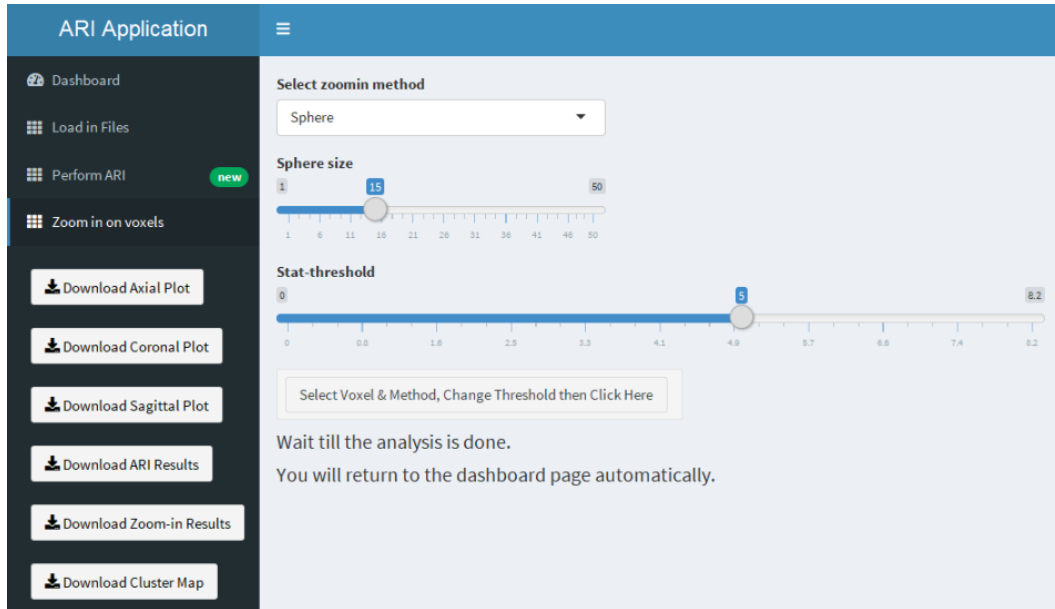 ARI Application
Dashboard
Load in Files
Perform ARI new
Zoom in on voxels
Download Axial Plot
Download Coronal Plot
Download Sagittal Plot
Download ARI Results
Download Zoom-in Results
Download Cluster Map
Select zoomin method
Sphere
Sphere size
1 15 50
1 6 11 16 21 26 31 36 41 46 50
Stat-threshold
0 5 8.2
0 0.8 1.6 2.5 3.3 4.1 4.9 5.7 6.6 7.4 8.2
Select Voxel & Method, Change Threshold then Click Here
Wait till the analysis is done.
You will return to the dashboard page automatically.